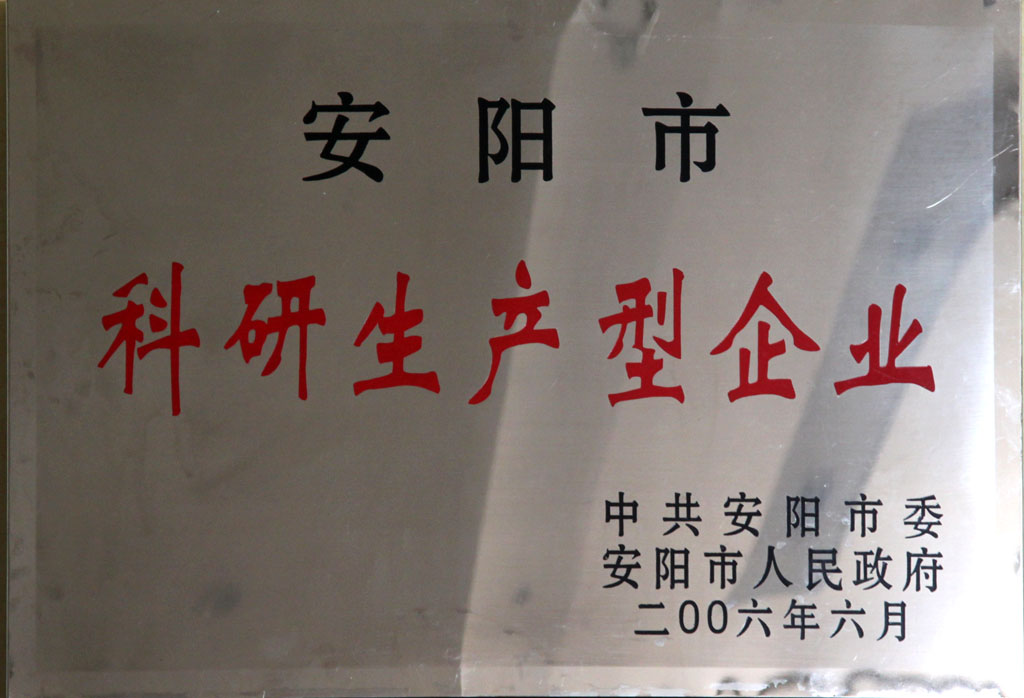 安阳市
科研生产型企业
中共安阳市委
安阳市人民政府
二00六年六月